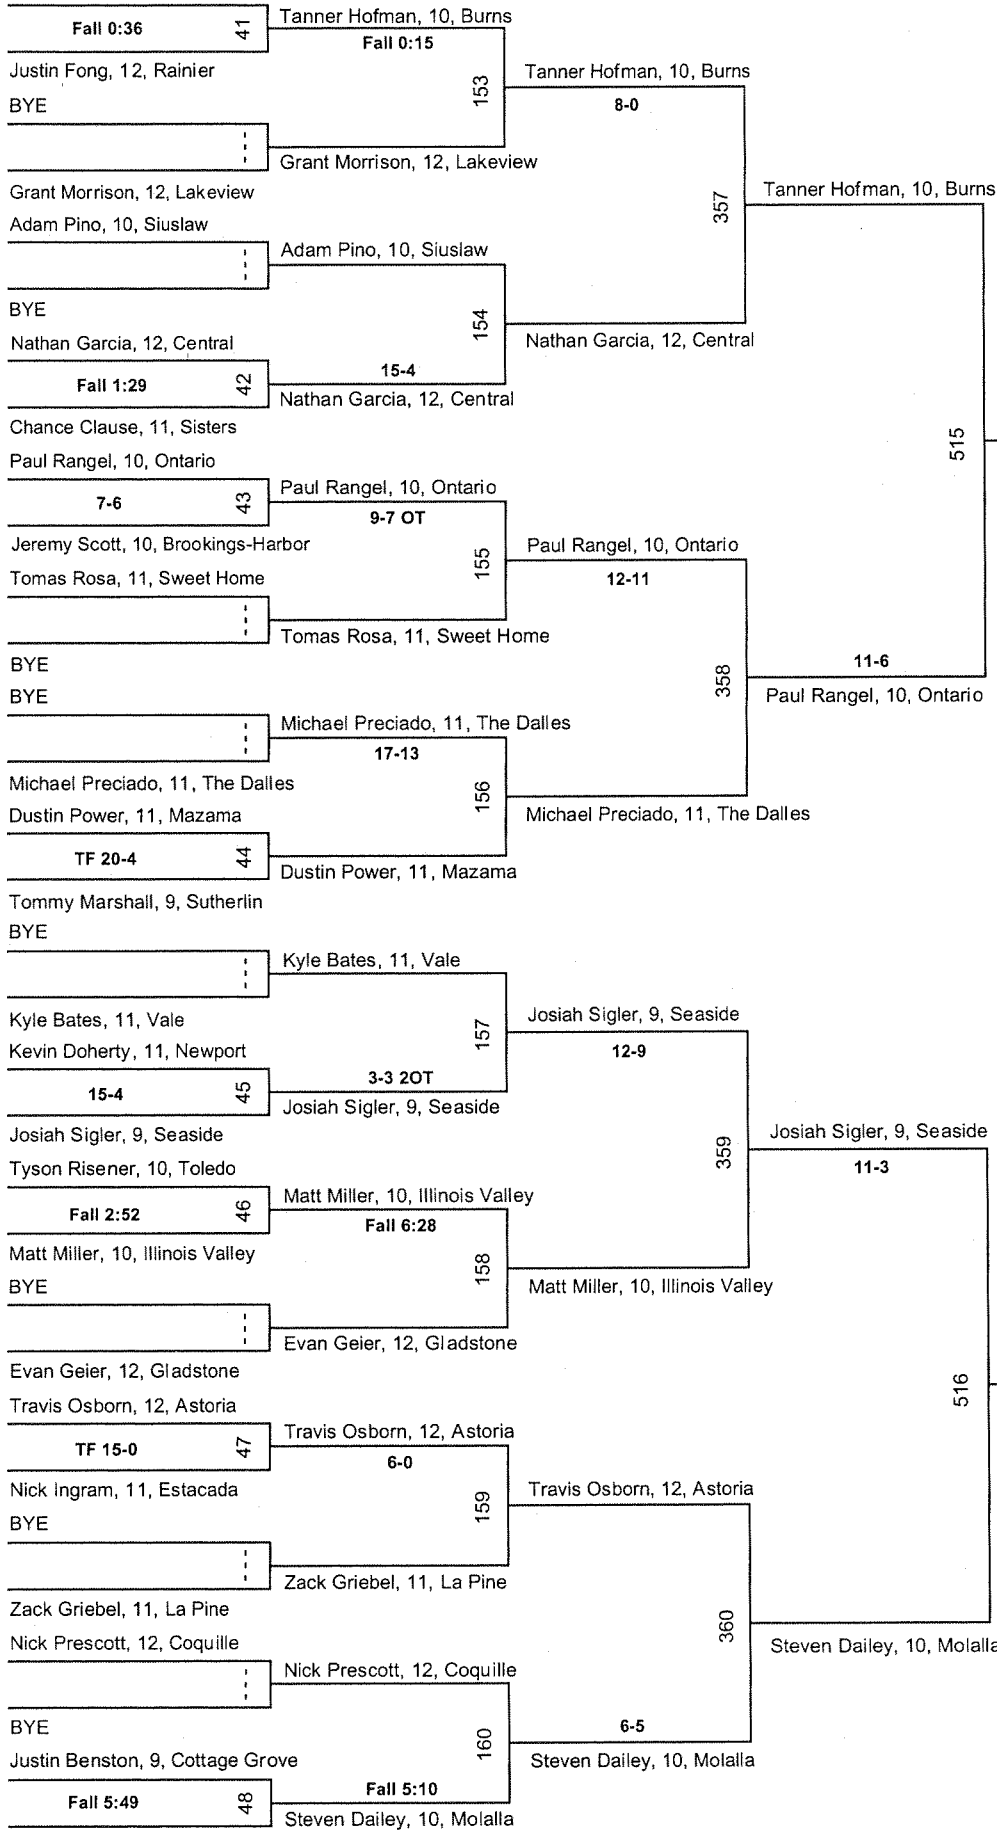 Fall 0:36
41
Justin Fong, 12, Rainier
BYE
Grant Morrison, 12, Lakeview
Adam Pino, 10, Siuslaw
BYE
Nathan Garcia, 12, Central
Fall 1:29
42
Chance Clause, 11, Sisters
Paul Rangel, 10, Ontario
7-6
43
Jeremy Scott, 10, Brookings-Harbor
Tomas Rosa, 11, Sweet Home
BYE
BYE
Michael Preciado, 11, The Dalles
Dustin Power, 11, Mazama
TF 20-4
44
Tommy Marshall, 9, Sutherlin
BYE
Kyle Bates, 11, Vale
Kevin Doherty, 11, Newport
15-4
45
Josiah Sigler, 9, Seaside
Tyson Risener, 10, Toledo
Fall 2:52
46
Matt Miller, 10, Illinois Valley
BYE
Evan Geier, 12, Gladstone
Travis Osborn, 12, Astoria
TF 15-0
47
Nick Ingram, 11, Estacada
BYE
Zack Griebel, 11, La Pine
Nick Prescott, 12, Coquille
BYE
Justin Benston, 9, Cottage Grove
Fall 5:49
48
Tanner Hofman, 10, Burns
Fall 0:15
153
Grant Morrison, 12, Lakeview
Adam Pino, 10, Siuslaw
154
15-4
Nathan Garcia, 12, Central
Paul Rangel, 10, Ontario
9-7 OT
155
Tomas Rosa, 11, Sweet Home
Michael Preciado, 11, The Dalles
17-13
156
Dustin Power, 11, Mazama
Kyle Bates, 11, Vale
157
3-3 2OT
Josiah Sigler, 9, Seaside
Matt Miller, 10, Illinois Valley
Fall 6:28
158
Evan Geier, 12, Gladstone
Travis Osborn, 12, Astoria
6-0
159
Zack Griebel, 11, La Pine
Nick Prescott, 12, Coquille
160
Fall 5:10
Steven Dailey, 10, Molalla
Tanner Hofman, 10, Burns
8-0
357
Nathan Garcia, 12, Central
Paul Rangel, 10, Ontario
12-11
358
Michael Preciado, 11, The Dalles
Josiah Sigler, 9, Seaside
12-9
359
Matt Miller, 10, Illinois Valley
Travis Osborn, 12, Astoria
360
6-5
Steven Dailey, 10, Molalla
Tanner Hofman, 10, Burns
515
11-6
Paul Rangel, 10, Ontario
Josiah Sigler, 9, Seaside
11-3
516
Steven Dailey, 10, Molalla